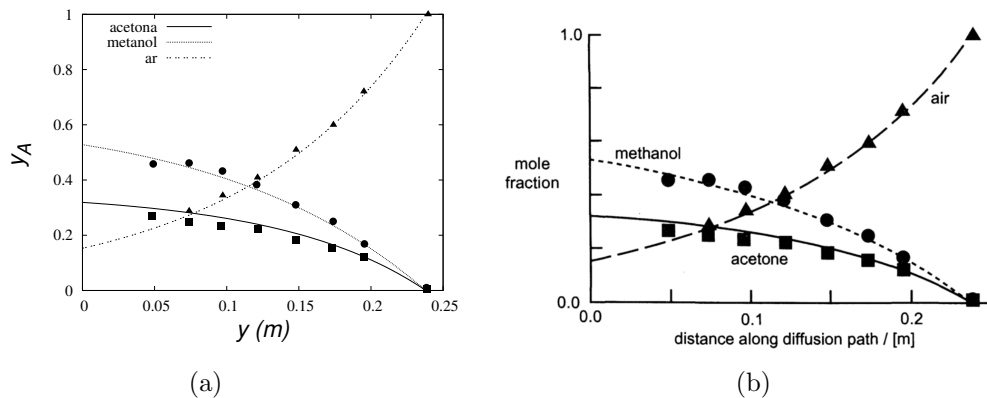 1
0.8
0.6
0.4
0.2
0
0 0.05 0.1 0.15 0.2 0.25
y_A
y (m)
acetona
metanol
ar
(a)
1.0
mole
fraction
0.0
0.0 0.1 0.2
distance along diffusion path / [m]
methanol
air
acetone
(b)